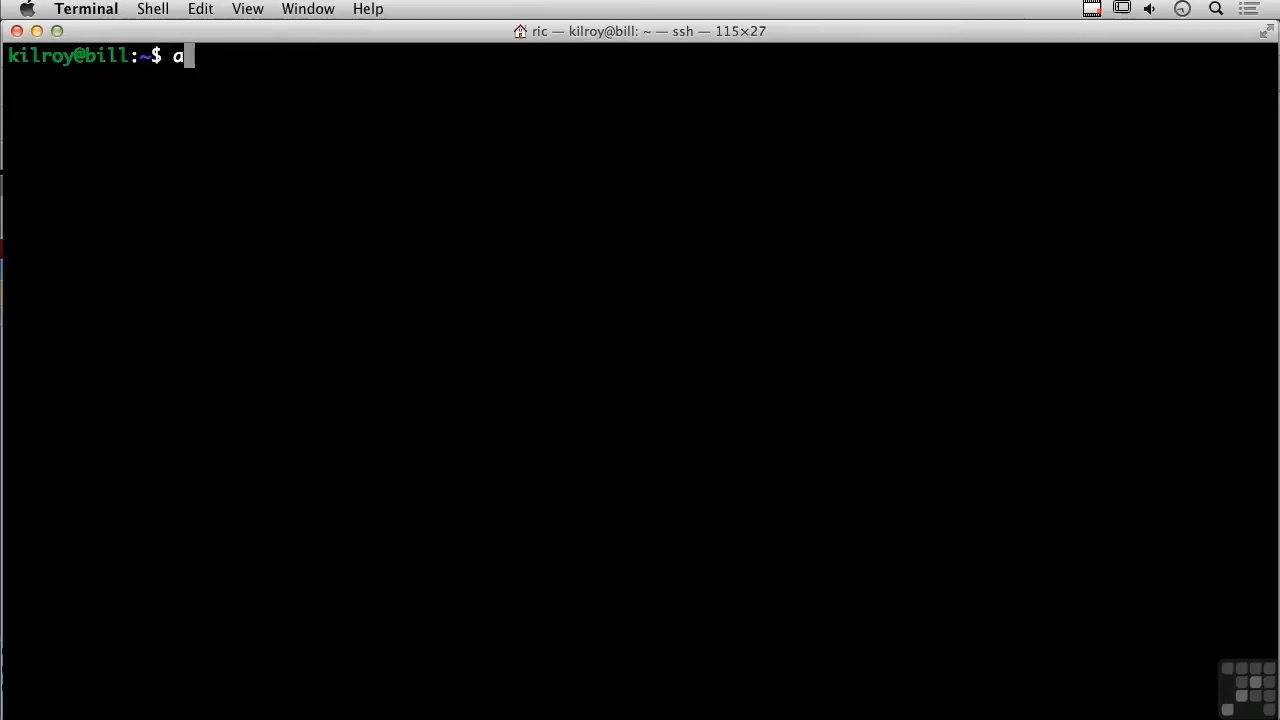 Terminal Shell Edit View Window Help
ric — kilroy@bill: ~ — ssh — 115×27
kilroy@bill:~$ a